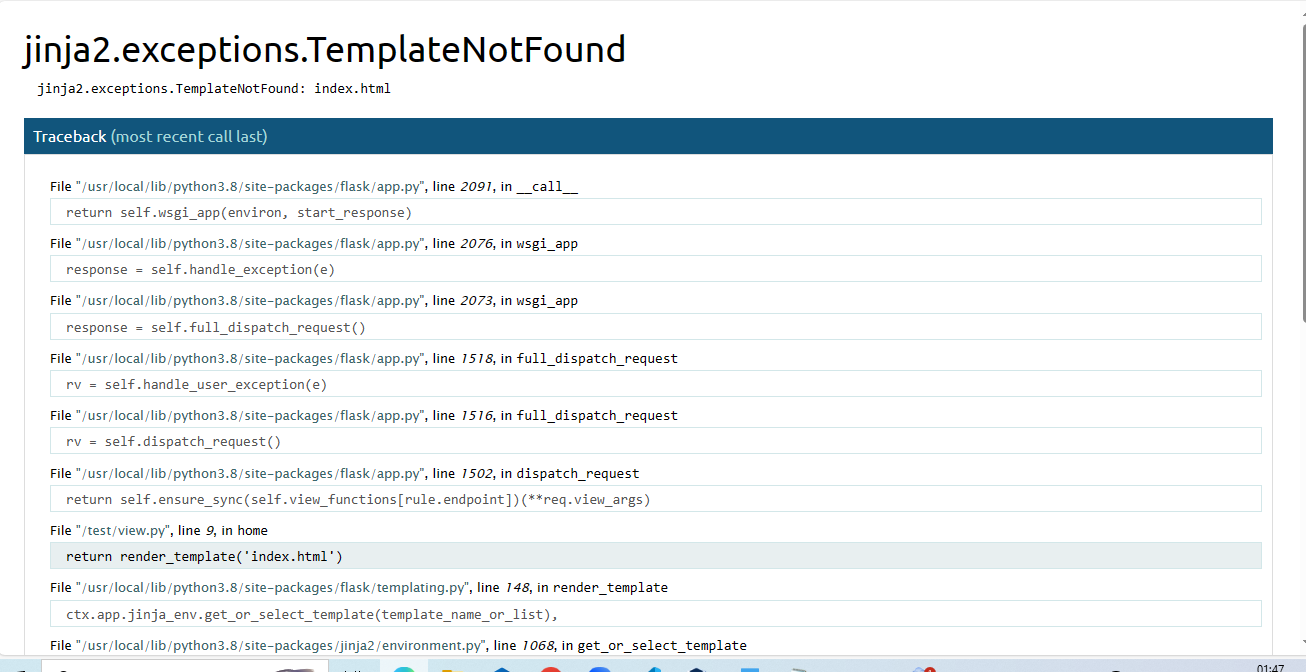 jinja2.exceptions.TemplateNotFound
jinja2.exceptions.TemplateNotFound: index.html
Traceback (most recent call last)
File "/usr/local/lib/python3.8/site-packages/flask/app.py", line 2091, in __call__
return self.wsgi_app(environ, start_response)
File "/usr/local/lib/python3.8/site-packages/flask/app.py", line 2076, in wsgi_app
response = self.handle_exception(e)
File "/usr/local/lib/python3.8/site-packages/flask/app.py", line 2073, in wsgi_app
response = self.full_dispatch_request()
File "/usr/local/lib/python3.8/site-packages/flask/app.py", line 1518, in full_dispatch_request
rv = self.handle_user_exception(e)
File "/usr/local/lib/python3.8/site-packages/flask/app.py", line 1516, in full_dispatch_request
rv = self.dispatch_request()
File "/usr/local/lib/python3.8/site-packages/flask/app.py", line 1502, in dispatch_request
return self.ensure_sync(self.view_functions[rule.endpoint])(**req.view_args)
File "/test/view.py", line 9, in home
return render_template('index.html')
File "/usr/local/lib/python3.8/site-packages/flask/templating.py", line 148, in render_template
ctx.app.jinja_env.get_or_select_template(template_name_or_list),
File "/usr/local/lib/python3.8/site-packages/jinja2/environment.py", line 1068, in get_or_select_template
01:47